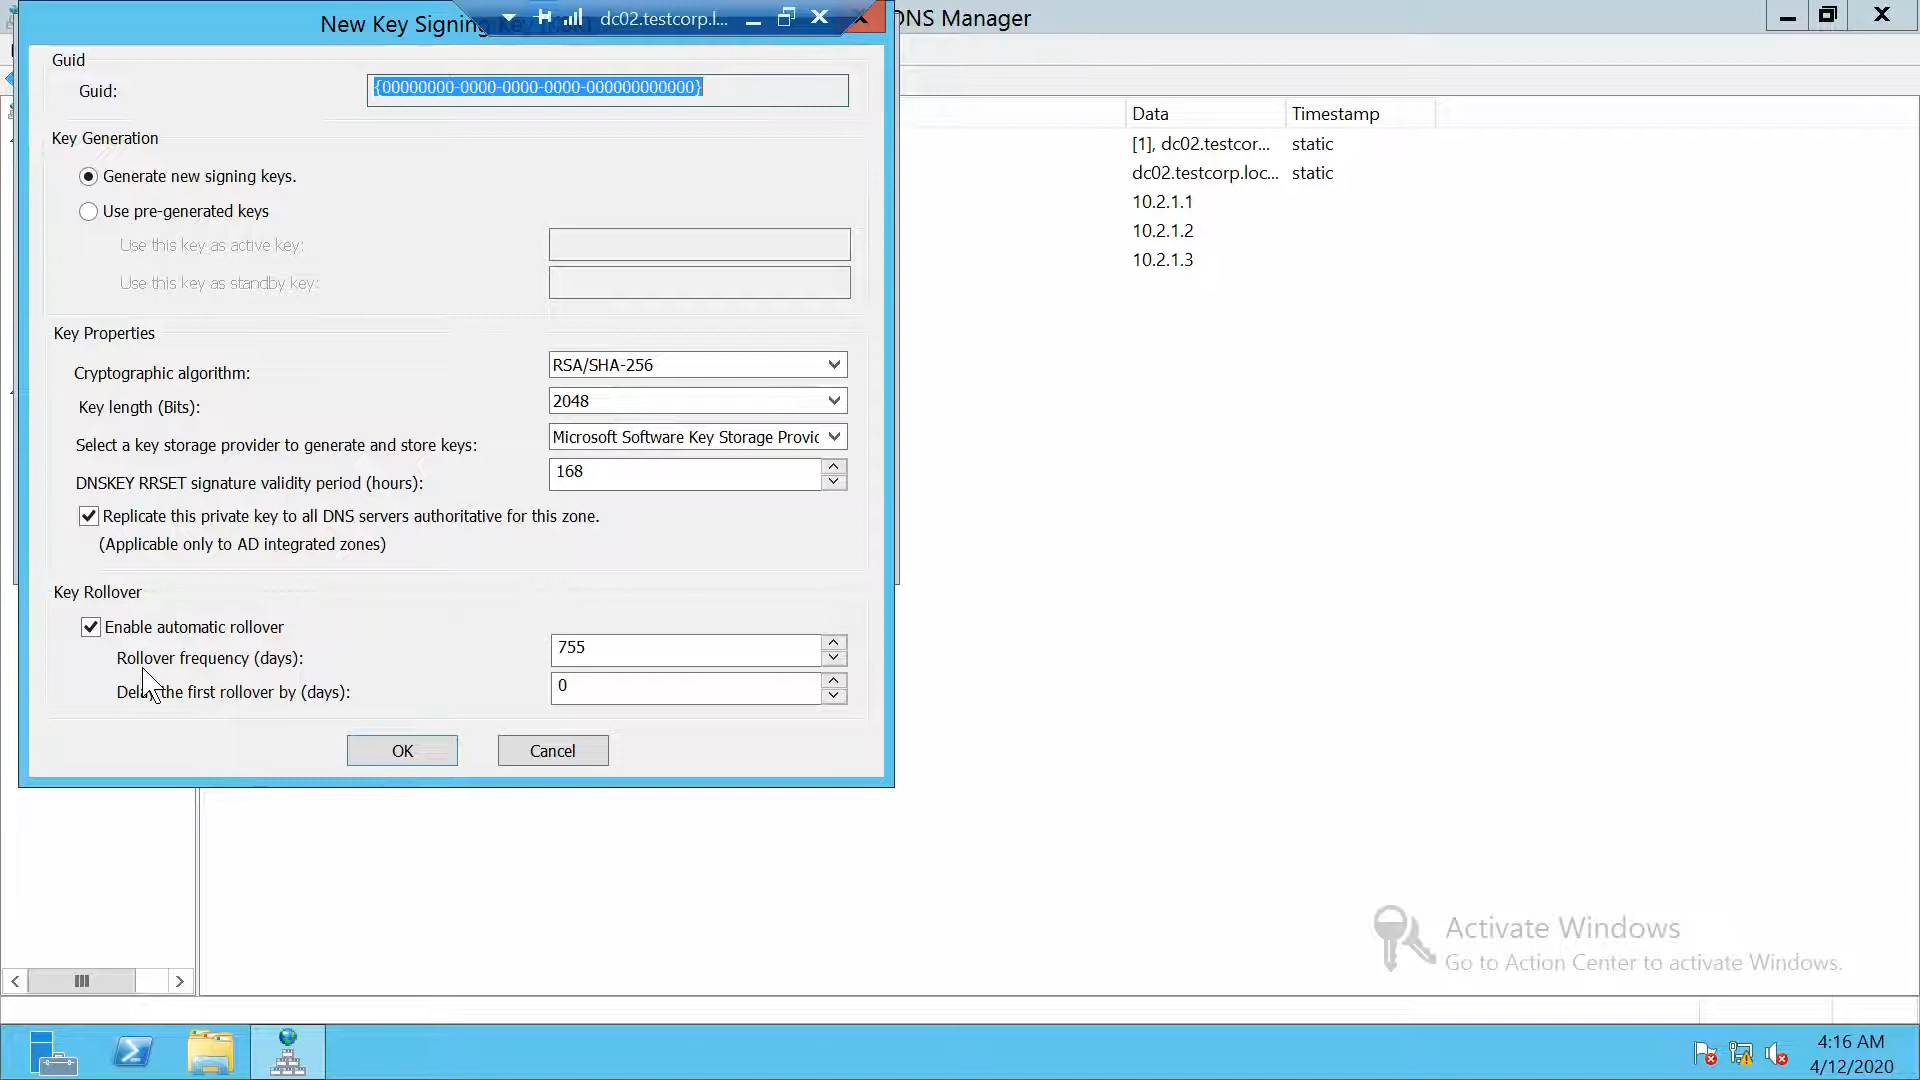 New Key Signing
dc02.testcorp.l...
DNS Manager
Guid
Guid:
{00000000-0000-0000-0000-000000000000}
Key Generation
Generate new signing keys.
Use pre-generated keys
Use this key as active key:
Use this key as standby key:
Key Properties
Cryptographic algorithm:
RSA/SHA-256
Key length (Bits):
2048
Select a key storage provider to generate and store keys:
Microsoft Software Key Storage Provic
DNSKEY RRSET signature validity period (hours):
168
Replicate this private key to all DNS servers authoritative for this zone.
(Applicable only to AD integrated zones)
Key Rollover
Enable automatic rollover
Rollover frequency (days):
755
Delay the first rollover by (days):
0
OK
Cancel
Data
Timestamp
[1], dc02.testcor...
static
dc02.testcorp.loc...
static
10.2.1.1
10.2.1.2
10.2.1.3
Activate Windows
Go to Action Center to activate Windows.
4:16 AM
4/12/2020